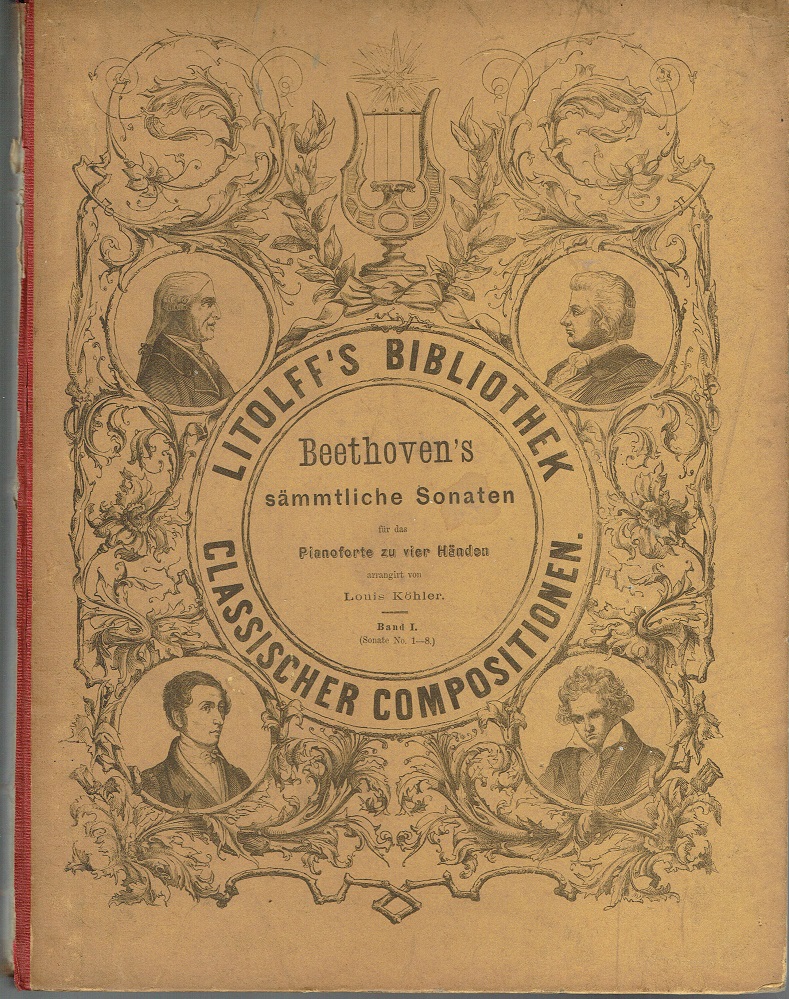 LITOLFF'S BIBLIOTHEK
Beethoven's
sämmtliche Sonaten
für das
Pianoforte zu vier Händen
arrangirt von
Louis Köhler.
Band I.
(Sonate No. 1—8.)
CLASSISCHER COMPOSITIONEN.